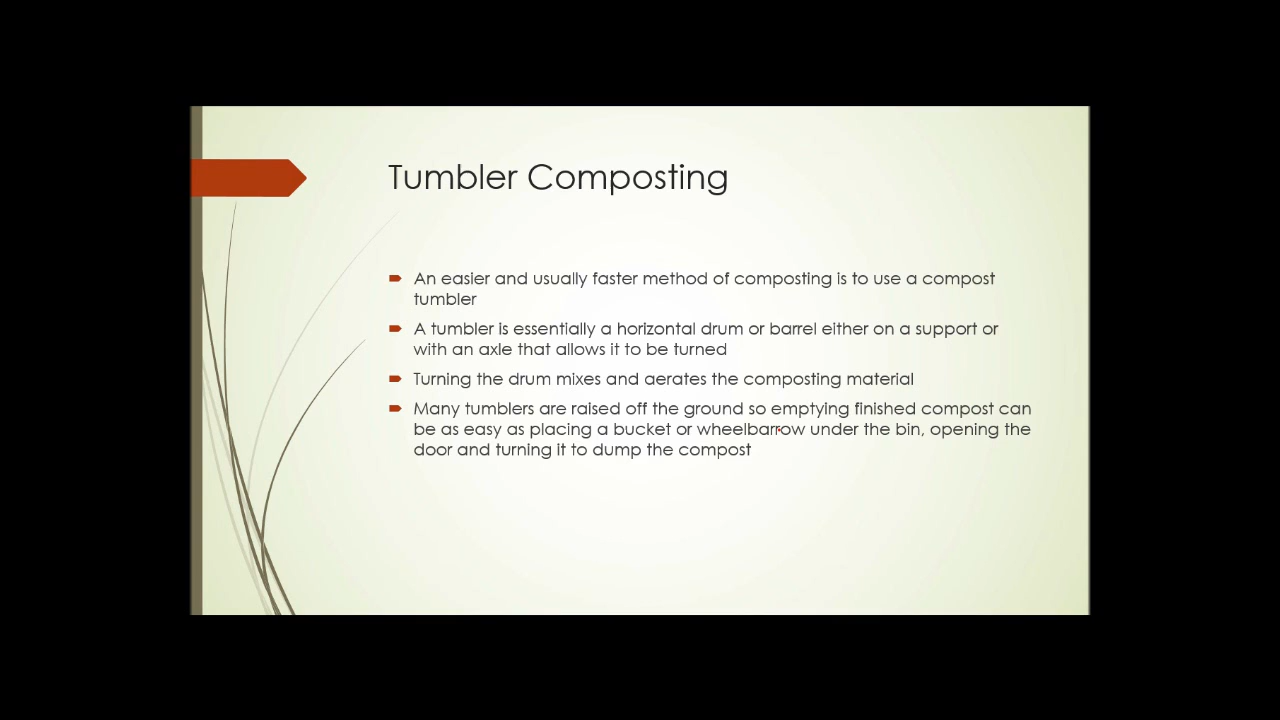 Tumbler Composting
An easier and usually faster method of composting is to use a compost
tumbler
A tumbler is essentially a horizontal drum or barrel either on a support or
with an axle that allows it to be turned
Turning the drum mixes and aerates the composting material
Many tumblers are raised off the ground so emptying finished compost can
be as easy as placing a bucket or wheelbarrow under the bin, opening the
door and turning it to dump the compost